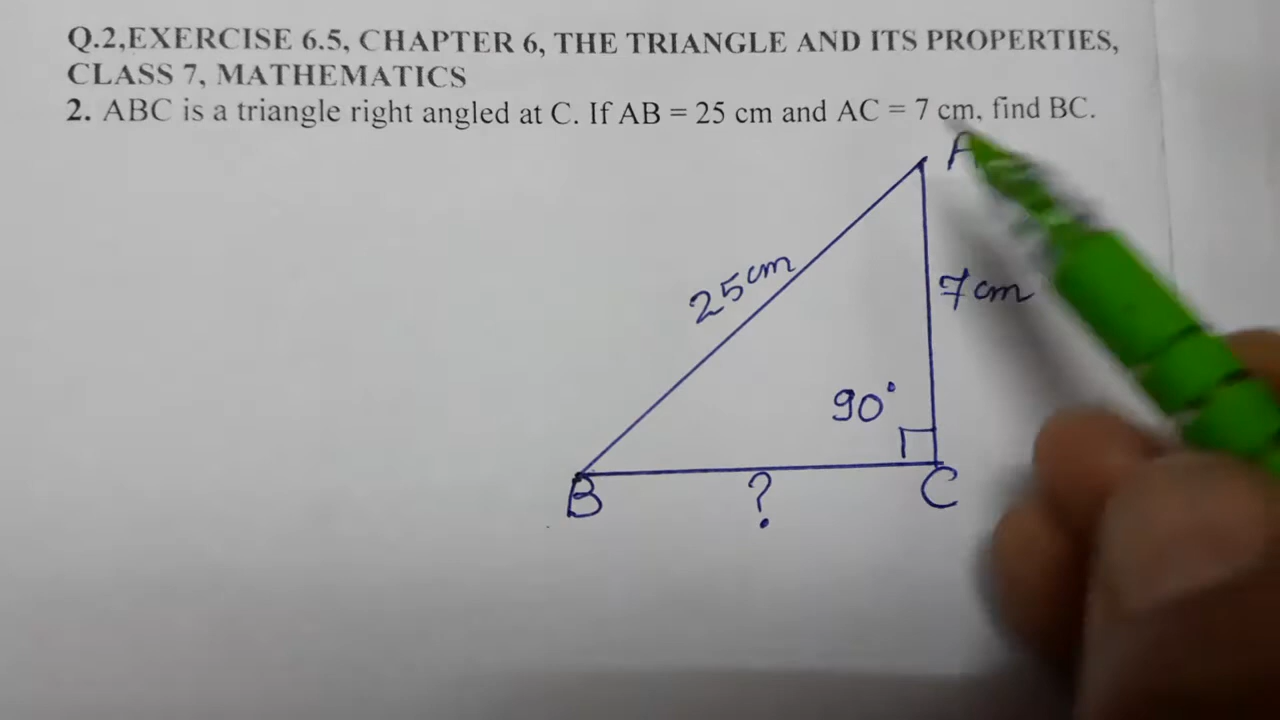 Q.2,EXERCISE 6.5, CHAPTER 6, THE TRIANGLE AND ITS PROPERTIES,
CLASS 7, MATHEMATICS
2. ABC is a triangle right angled at C. If AB = 25 cm and AC = 7 cm, find BC.
A
25cm
7cm
90°
B
?
C